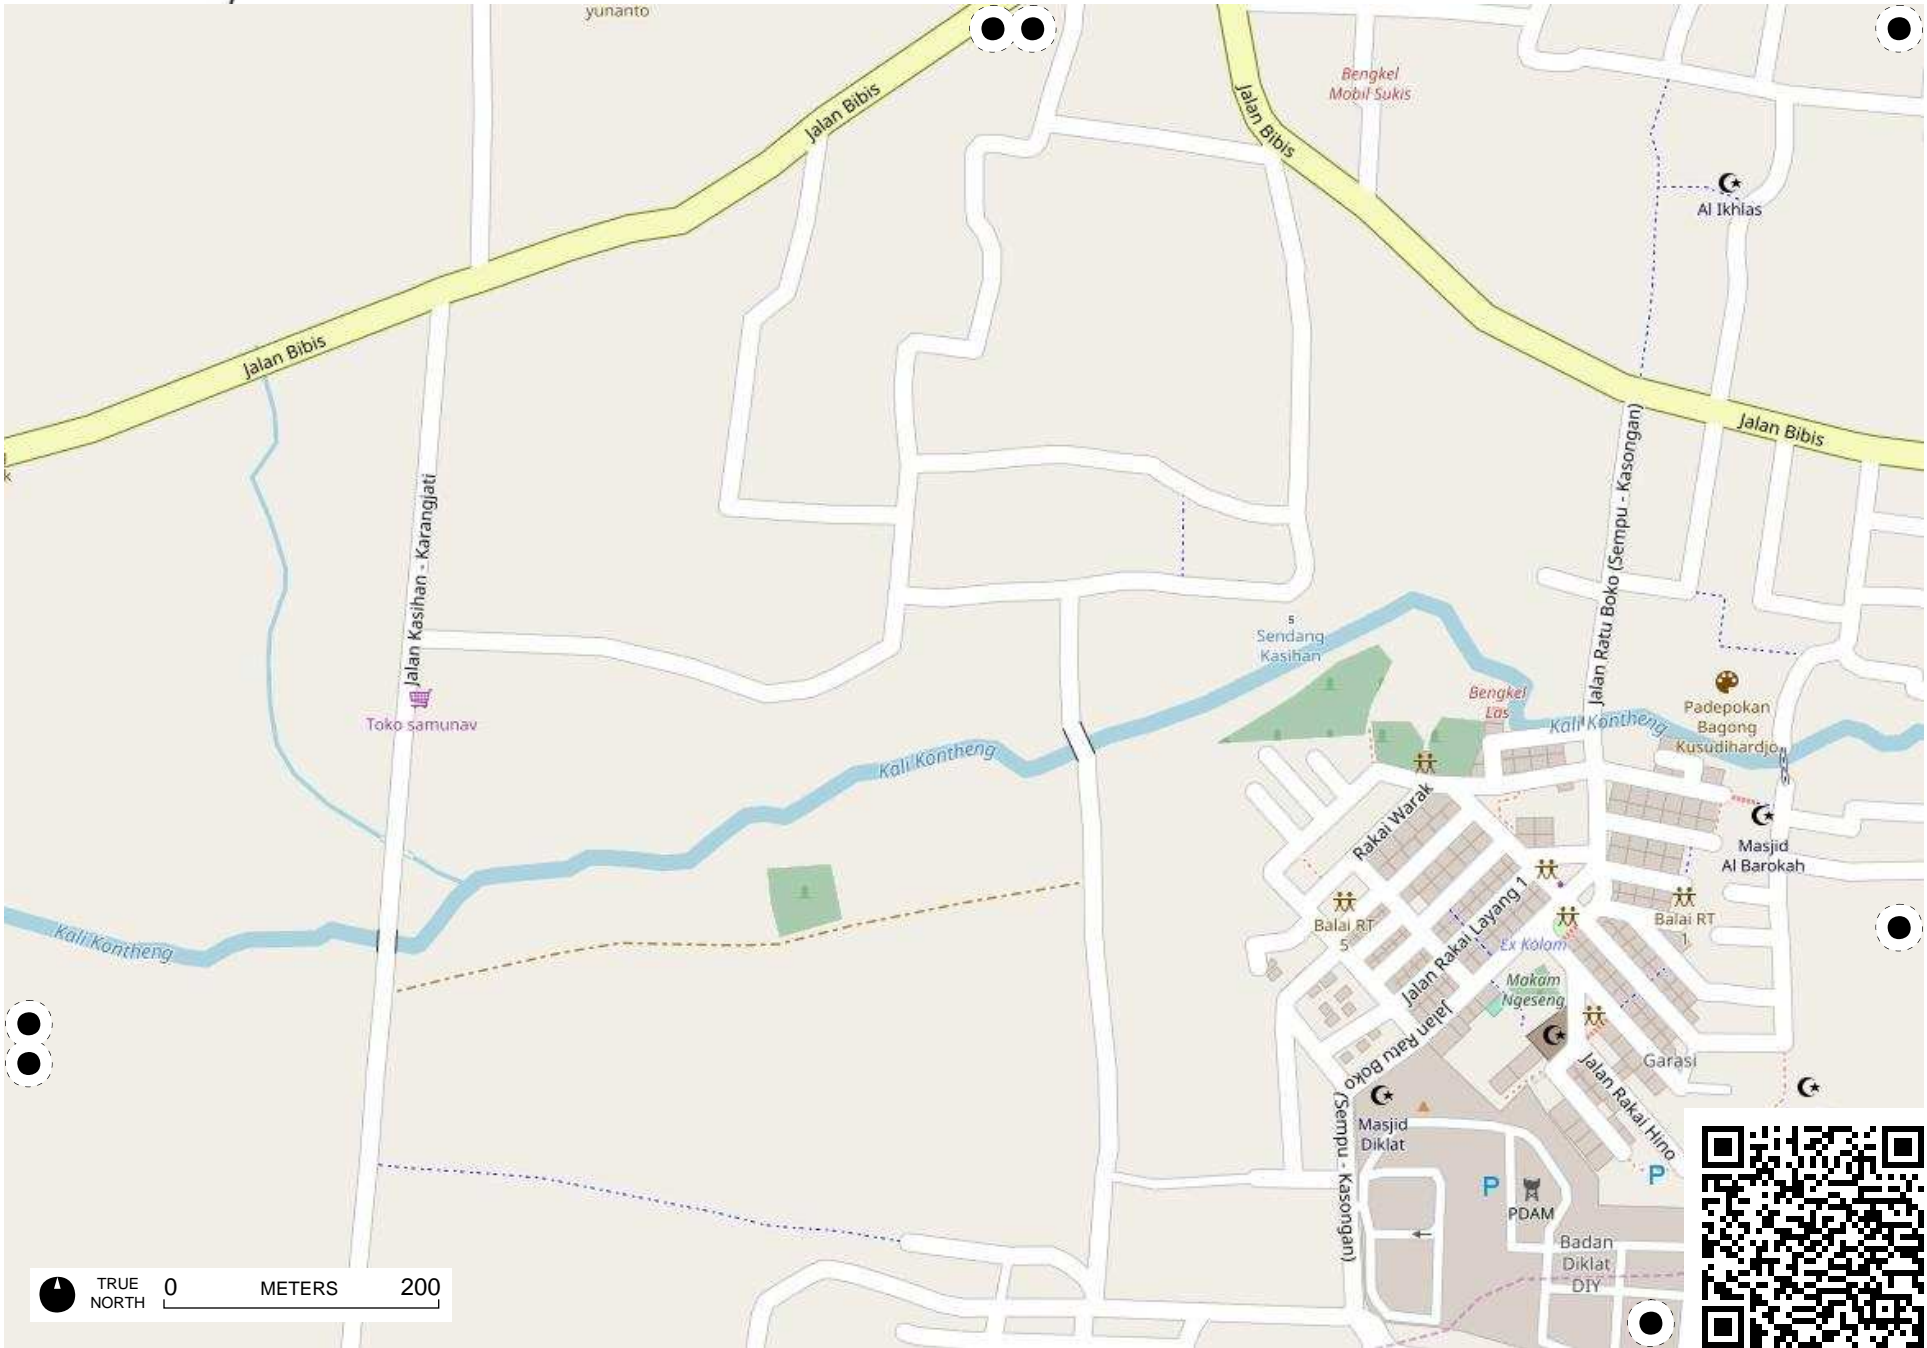 yunanto
Bengkel
Mobil Sukis
Jalan Bibis
Jalan Bibis
Al Ikhlas
Jalan Bibis
Jalan Bibis
k
Jalan Kasihan - Karangjati
Jalan Ratu Boko (Sempu - Kasongan)
5
Sendang
Kasihan
Bengkel
Las
Padepokan
Bagong
Kusudihardjo
Toko samunav
Kali Kontheng
Kali Kontheng
Rakai Warak
Masjid
Al Barokah
Balai RT
5
Balai RT
1
Jalan Rakai Layang 1
Kali Kontheng
Ex Kolam
Makam
Ngeseng
Jalan Ratu Boko
(Sempu - Kasongan)
Garasi
Jalan Rakai Hino
Masjid
Diklat
P
P
PDAM
Badan
Diklat
DIY
TRUE
NORTH
0 METERS 200